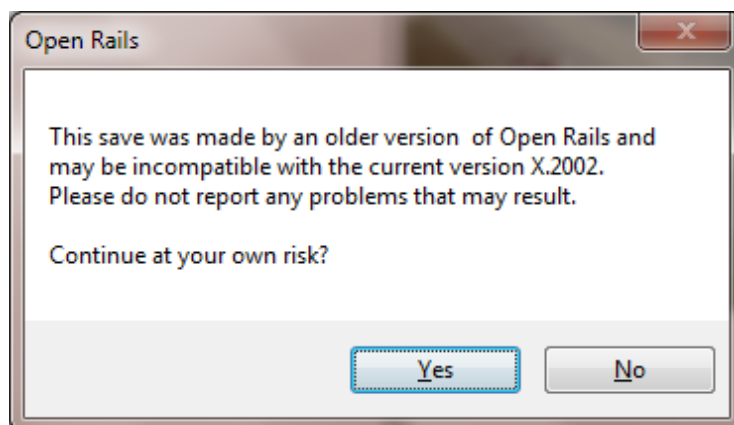 Open Rails
This save was made by an older version  of Open Rails and
may be incompatible with the current version X.2002.
Please do not report any problems that may result.
Continue at your own risk?
Yes
No